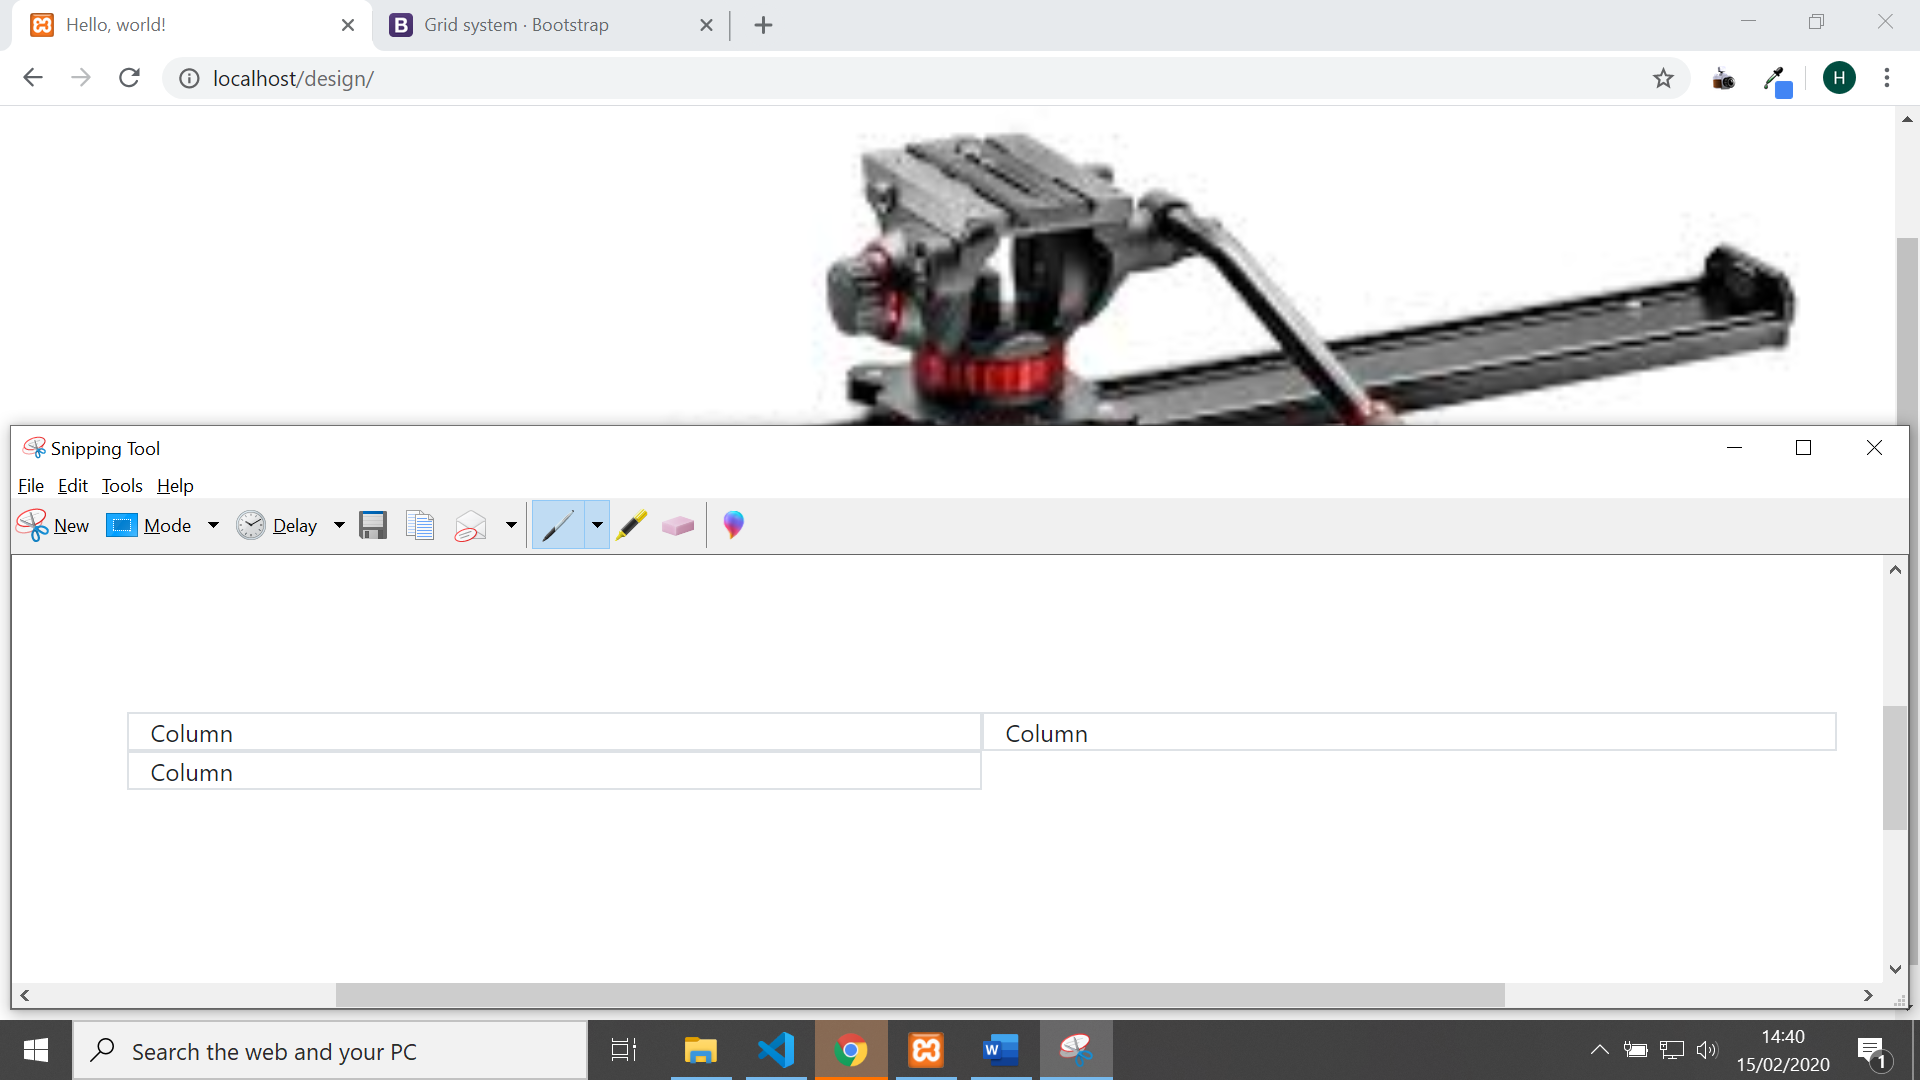 Hello, world!
Grid system · Bootstrap
localhost/design/
H
Snipping Tool
File Edit Tools Help
New Mode Delay
Column Column
Column
Search the web and your PC
14:40
15/02/2020
1